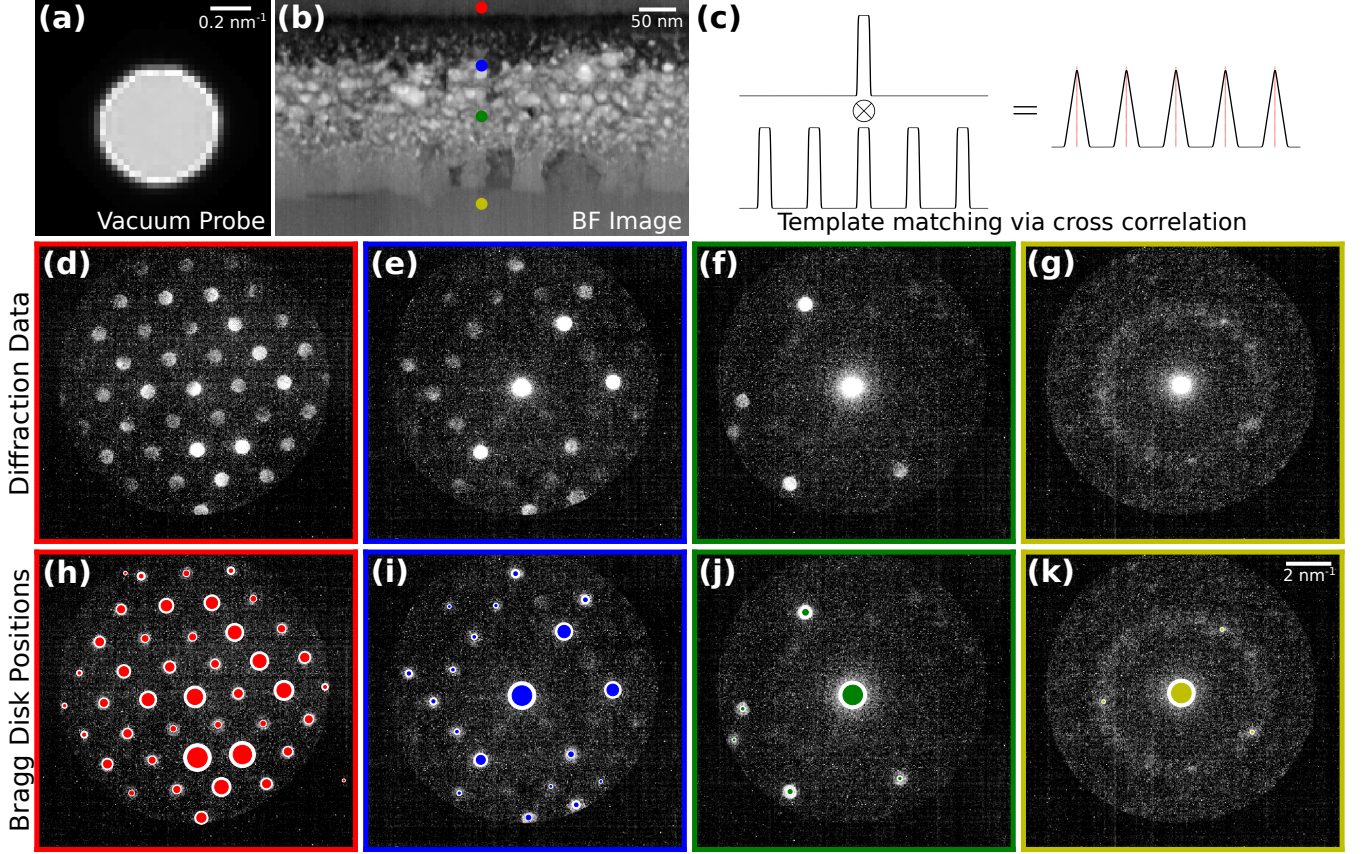 (a)
0.2 nm⁻¹
Vacuum Probe
(b)
50 nm
BF Image
(c)
Template matching via cross correlation
Diffraction Data
(d)
(e)
(f)
(g)
Bragg Disk Positions
(h)
(i)
(j)
(k)
2 nm⁻¹